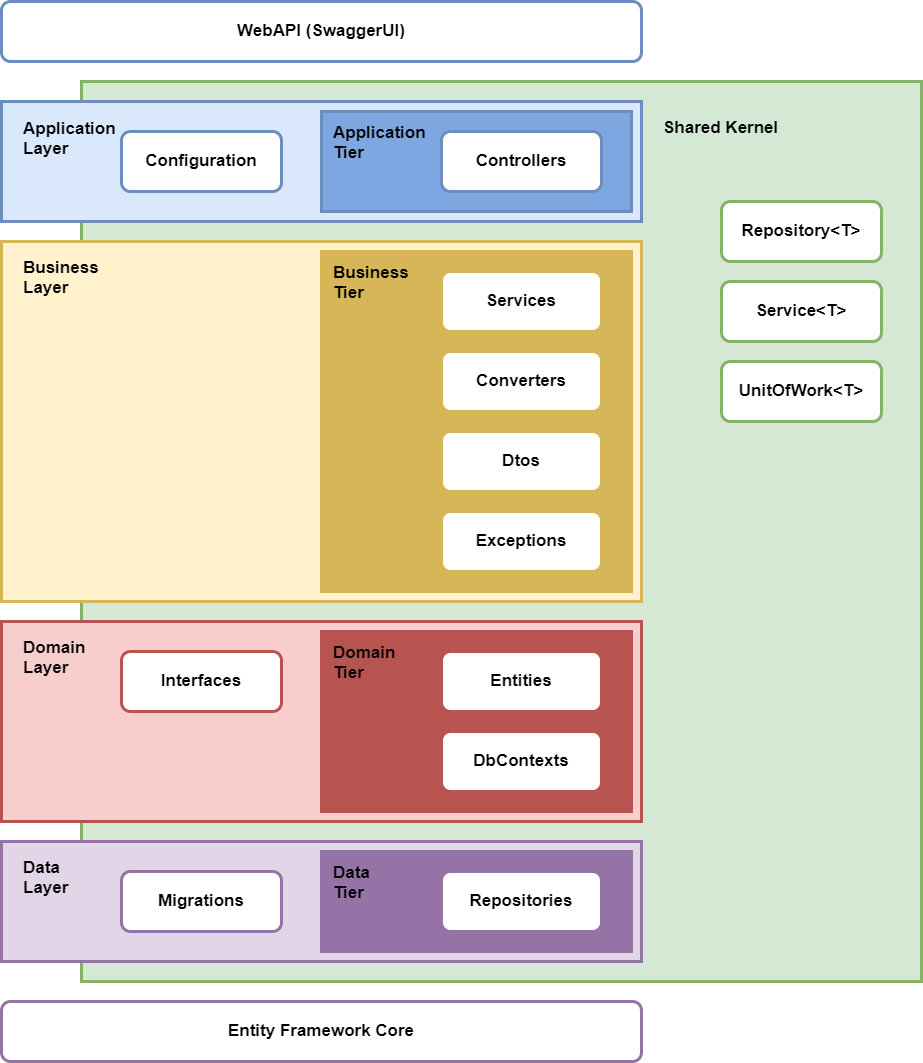 WebAPI (SwaggerUI)
Application
Layer
Configuration
Application
Tier
Controllers
Shared Kernel
Repository<T>
Service<T>
UnitOfWork<T>
Business
Layer
Business
Tier
Services
Converters
Dtos
Exceptions
Domain
Layer
Interfaces
Domain
Tier
Entities
DbContexts
Data
Layer
Migrations
Data
Tier
Repositories
Entity Framework Core